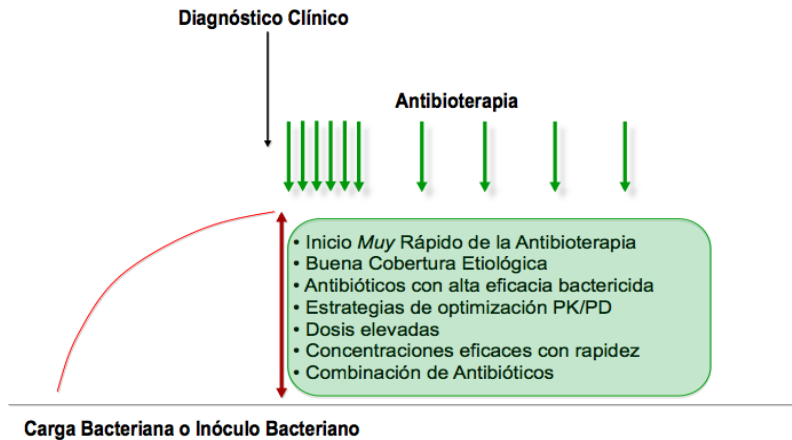 Diagnóstico Clínico
Antibioterapia
• Inicio Muy Rápido de la Antibioterapia
• Buena Cobertura Etiológica
• Antibióticos con alta eficacia bactericida
• Estrategias de optimización PK/PD
• Dosis elevadas
• Concentraciones eficaces con rapidez
• Combinación de Antibióticos
Carga Bacteriana o Inóculo Bacteriano